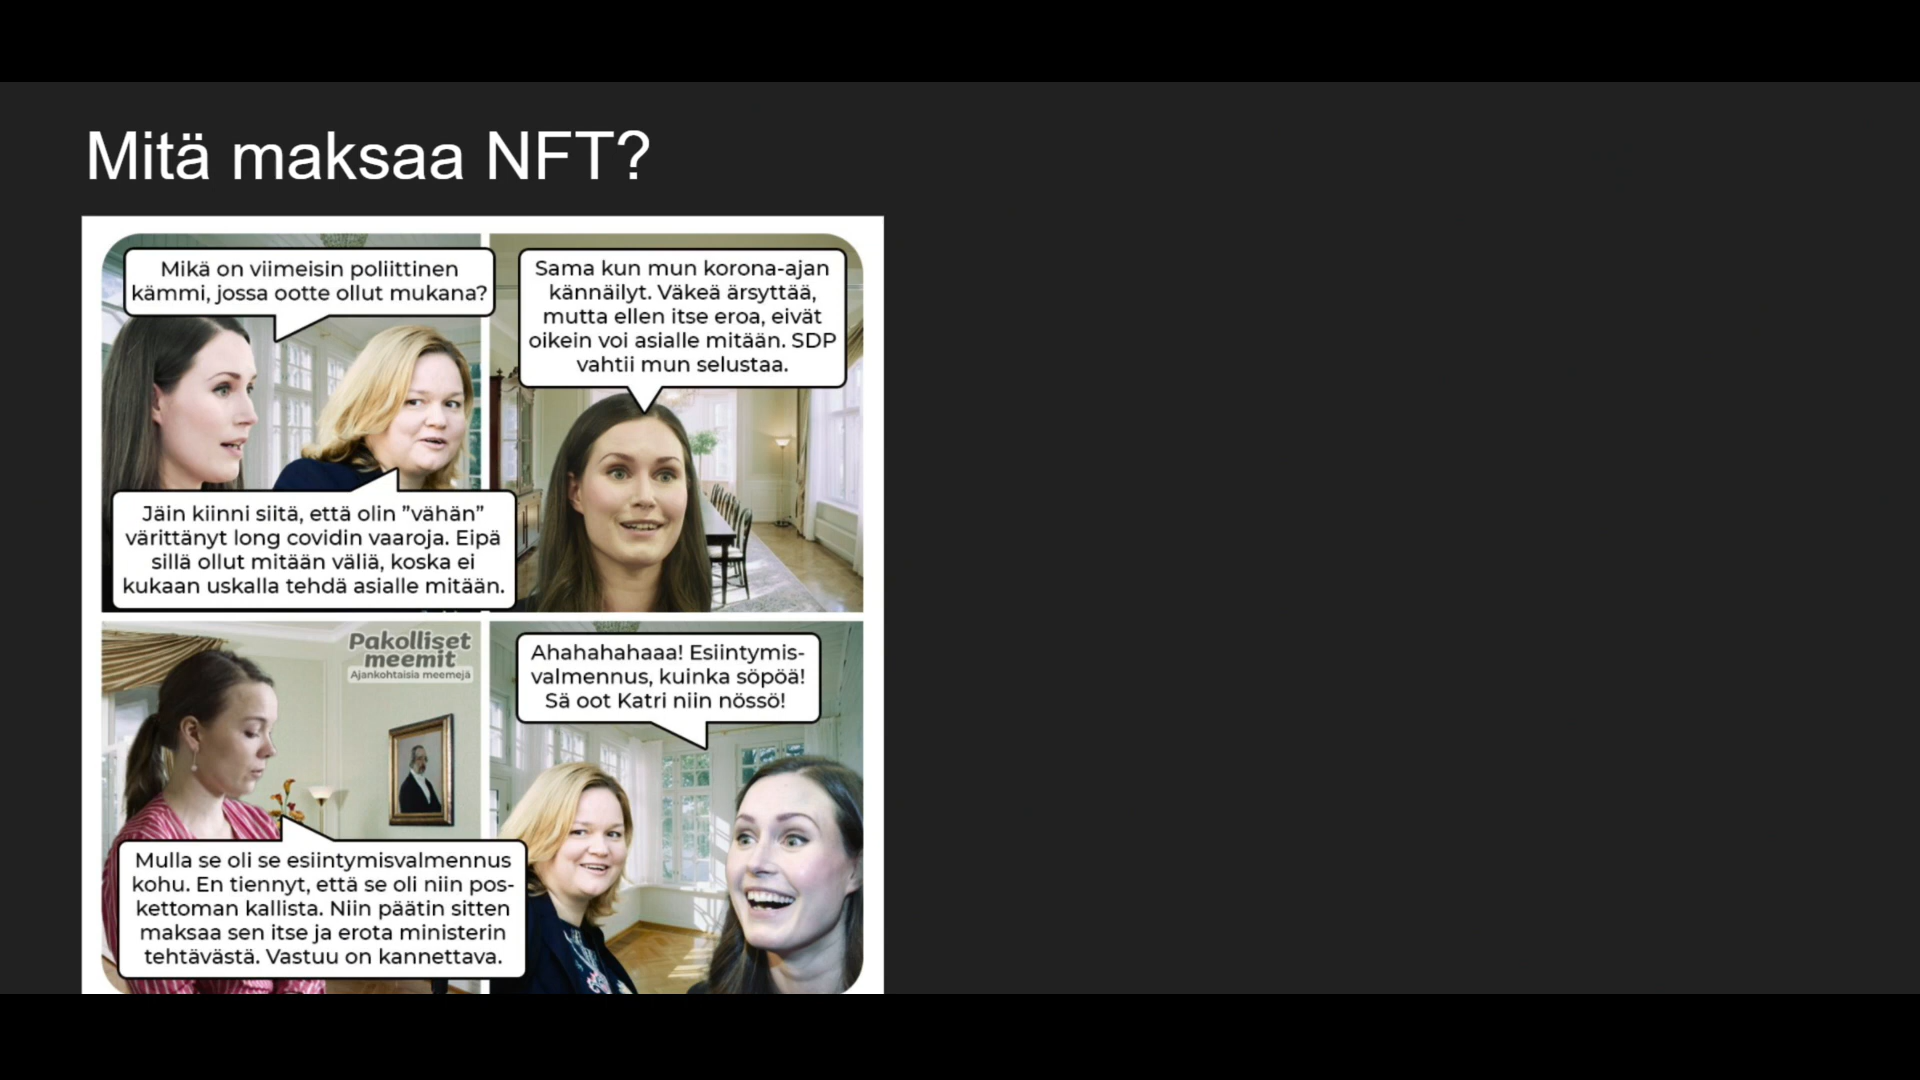 Mitä maksaa NFT?
Mikä on viimeisin poliittinen
kämmi, jossa ootte ollut mukana?
Jäin kiinni siitä, että olin ”vähän”
värittänyt long covidin vaaroja. Eipä
sillä ollut mitään väliä, koska ei
kukaan uskalla tehdä asialle mitään.
Sama kun mun korona-ajan
kännäilyt. Väkeä ärsyttää,
mutta ellen itse eroa, eivät
oikein voi asialle mitään. SDP
vahtii mun selustaa.
Pakolliset
meemit
Ajankohtaisia meemejä
Mulla se oli se esiintymisvalmennus
kohu. En tiennyt, että se oli niin pos-
kettoman kallista. Niin päätin sitten
maksaa sen itse ja erota ministerin
tehtävästä. Vastuu on kannettava.
Ahahahahaaa! Esiintymis-
valmennus, kuinka söpöä!
Sä oot Katri niin nössö!